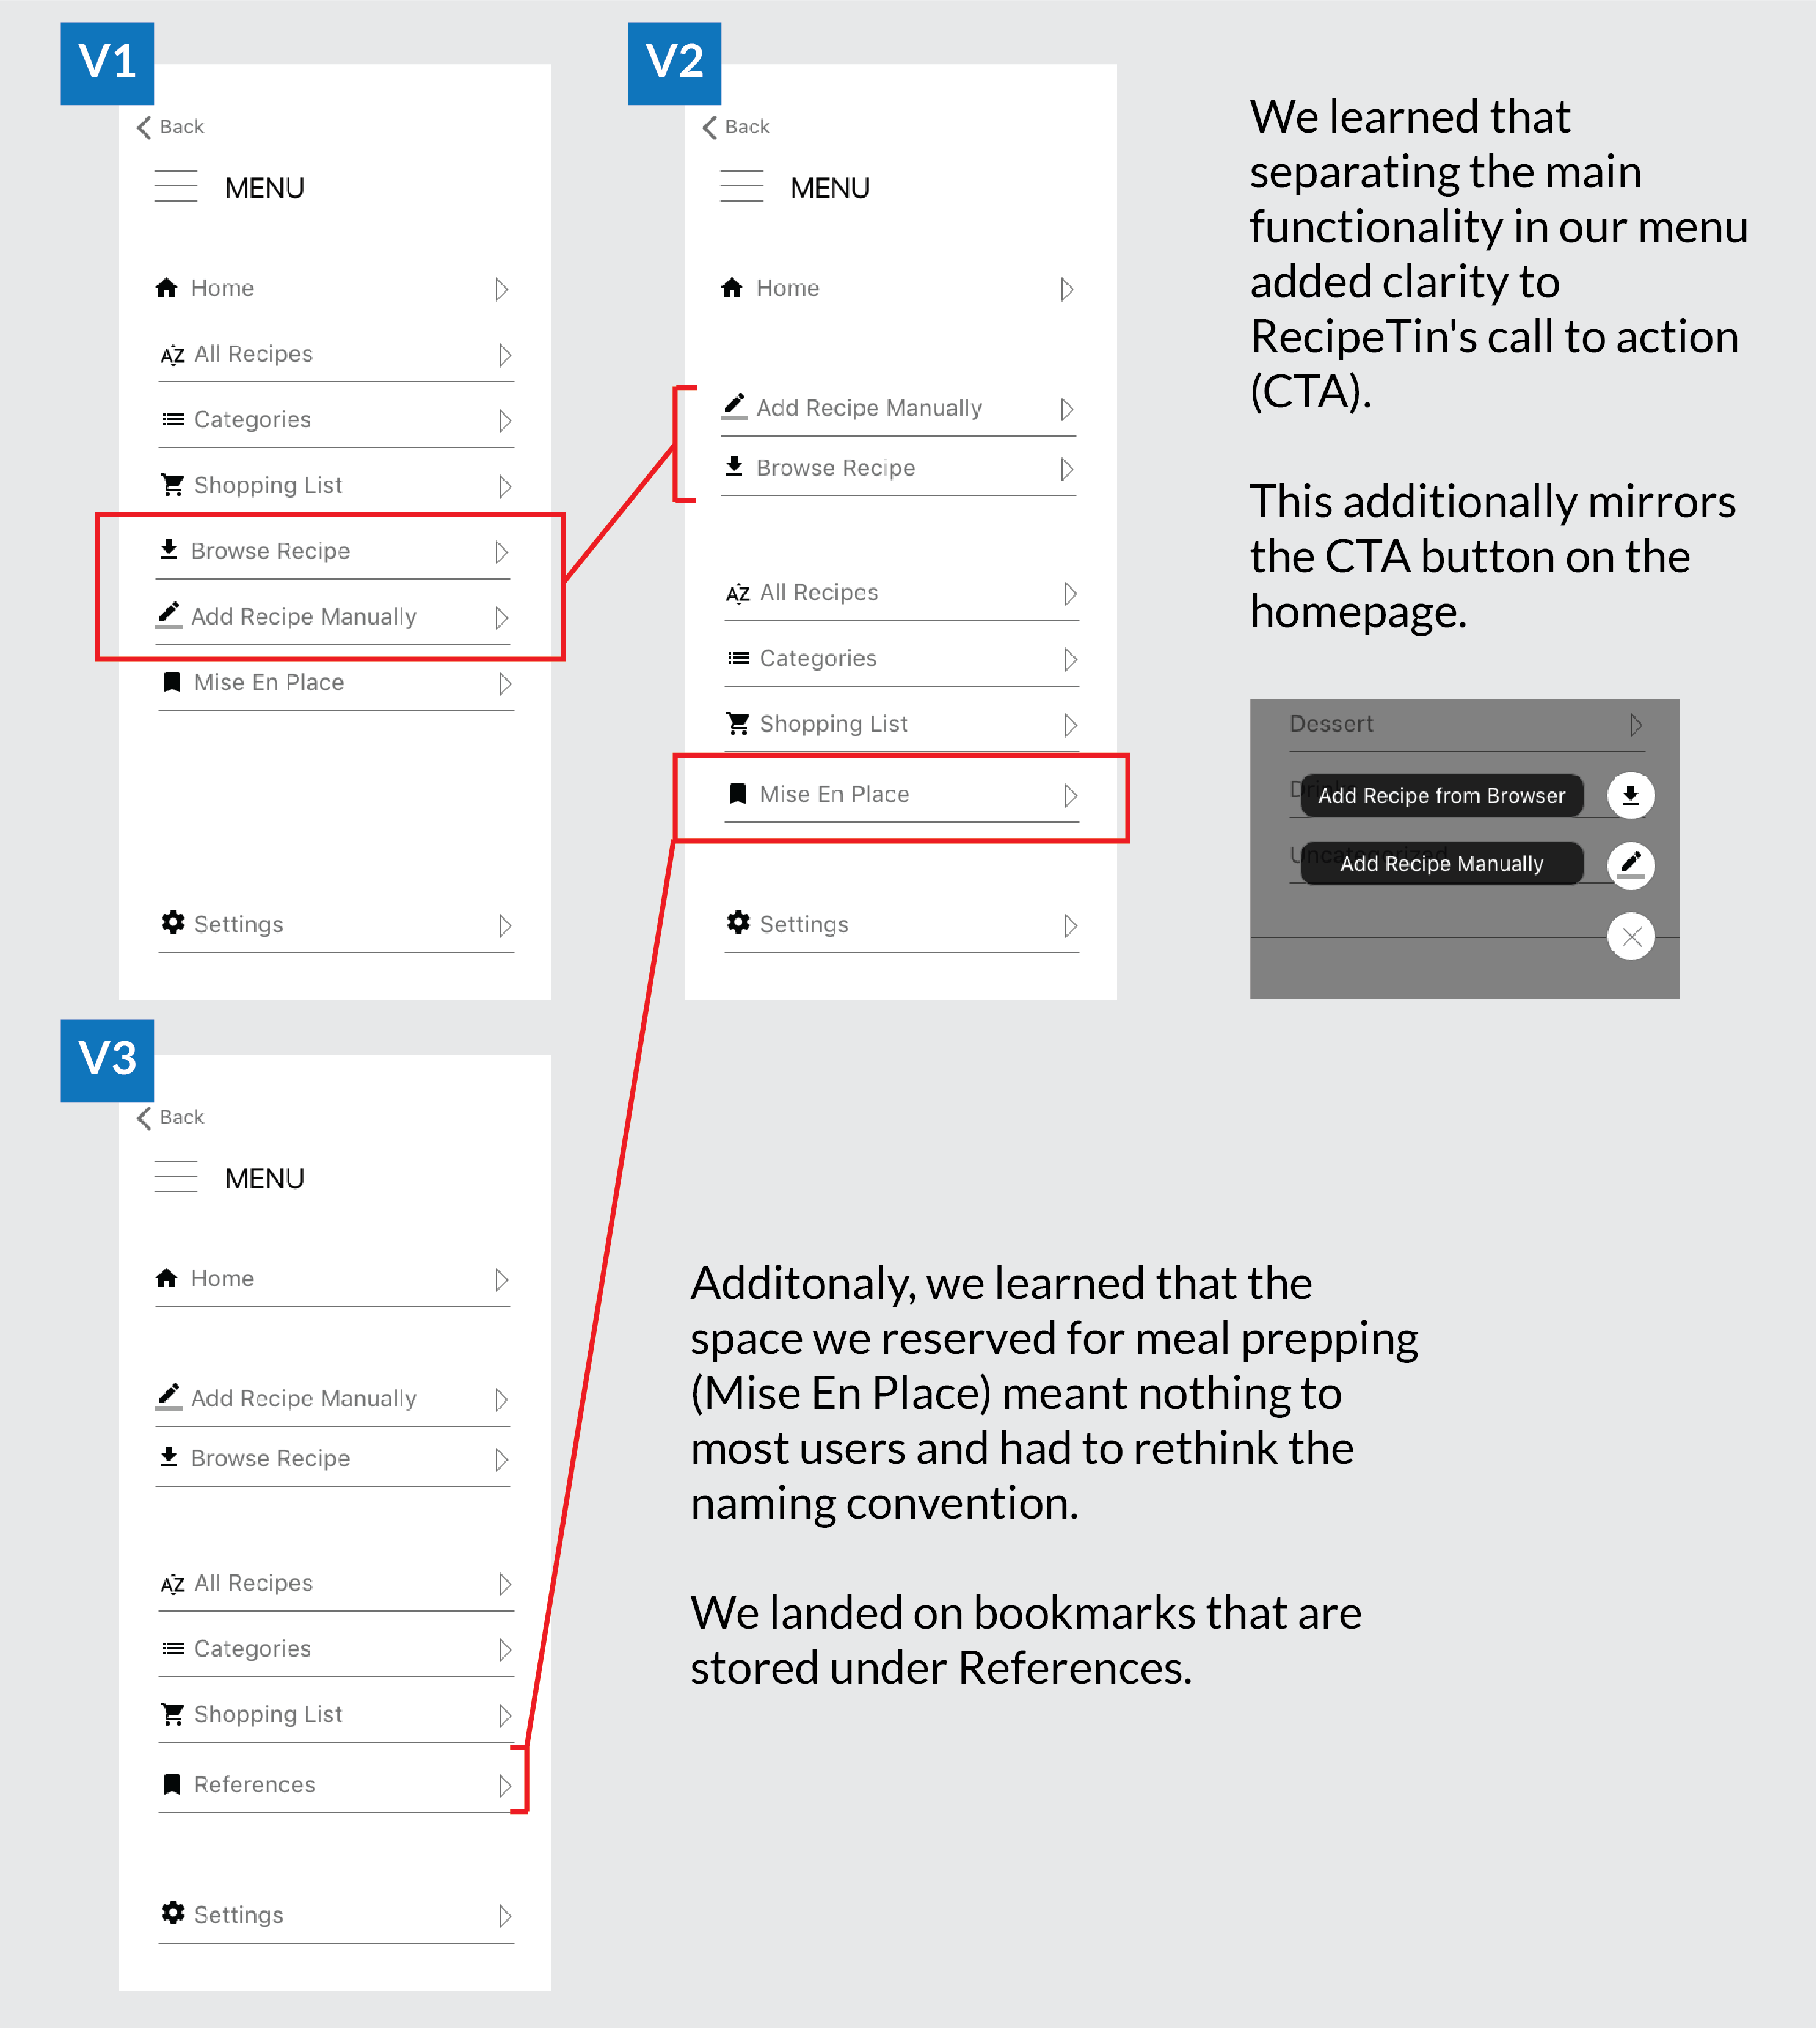 V1
Back
MENU
Home
AZ All Recipes
Categories
Shopping List
Browse Recipe
Add Recipe Manually
Mise En Place
Settings
V2
Back
MENU
Home
Add Recipe Manually
Browse Recipe
AZ All Recipes
Categories
Shopping List
Mise En Place
Settings
We learned that
separating the main
functionality in our menu
added clarity to
RecipeTin's call to action
(CTA).
This additionally mirrors
the CTA button on the
homepage.
Dessert
Add Recipe from Browser
Uncategorized
Add Recipe Manually
V3
Back
MENU
Home
Add Recipe Manually
Browse Recipe
AZ All Recipes
Categories
Shopping List
References
Settings
Additonaly, we learned that the
space we reserved for meal prepping
(Mise En Place) meant nothing to
most users and had to rethink the
naming convention.
We landed on bookmarks that are
stored under References.